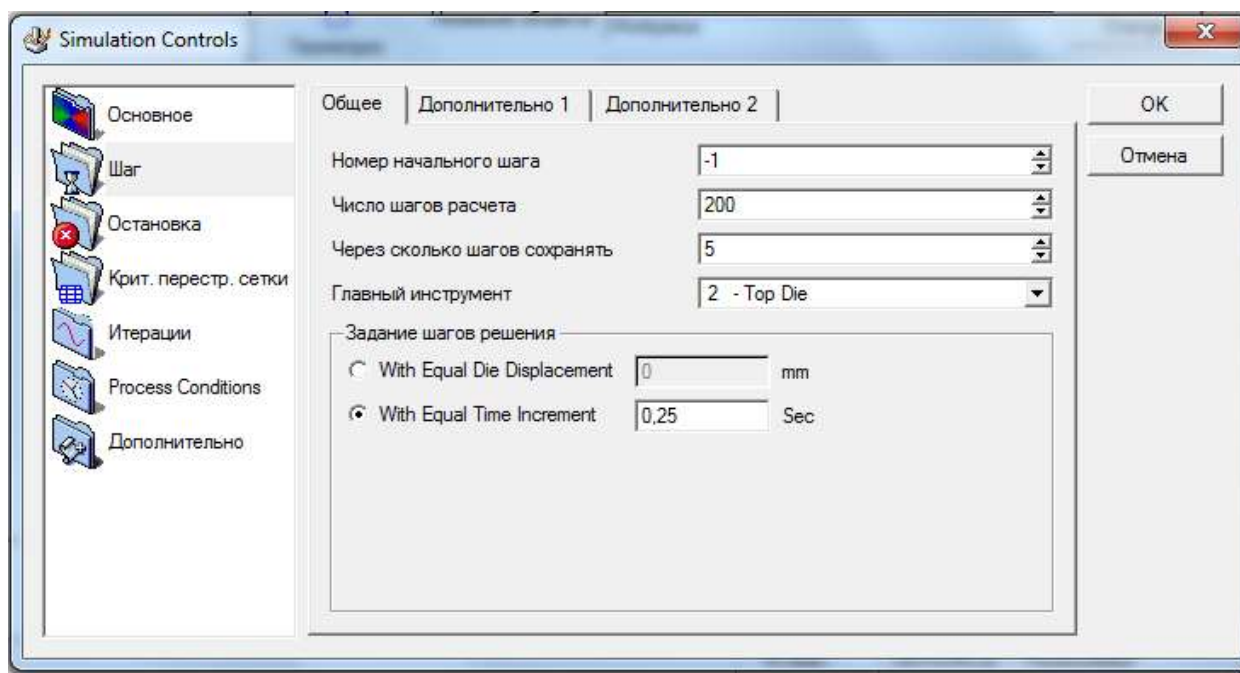 Simulation Controls
Основное
Шаг
Остановка
Крит. перестр. сетки
Итерации
Process Conditions
Дополнительно
Общее Дополнительно 1 Дополнительно 2
Номер начального шага -1
Число шагов расчета 200
Через сколько шагов сохранять 5
Главный инструмент 2 - Top Die
Задание шагов решения
With Equal Die Displacement 0 mm
With Equal Time Increment 0,25 Sec
OK
Отмена